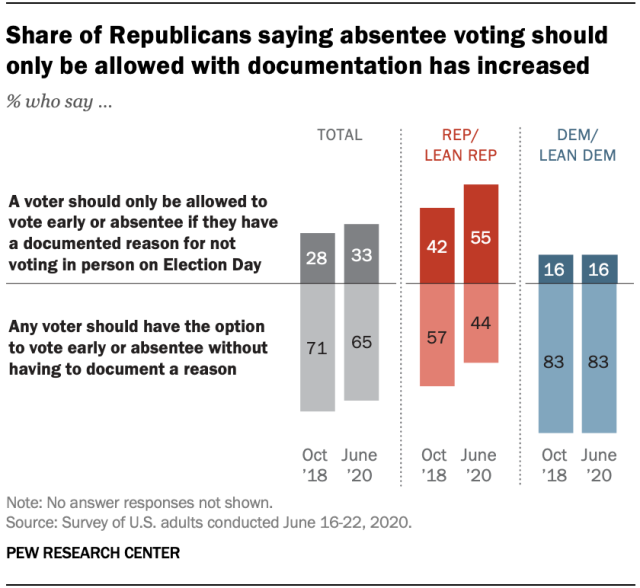 Share of Republicans saying absentee voting should
only be allowed with documentation has increased
% who say ...
TOTAL
REP/
LEAN REP
DEM/
LEAN DEM
A voter should only be allowed to
vote early or absentee if they have
a documented reason for not
voting in person on Election Day
28 33 42 55 16 16
Any voter should have the option
to vote early or absentee without
having to document a reason
71 65 57 44 83 83
Oct June Oct June Oct June
’18 ’20 ’18 ’20 ’18 ’20
Note: No answer responses not shown.
Source: Survey of U.S. adults conducted June 16-22, 2020.
PEW RESEARCH CENTER